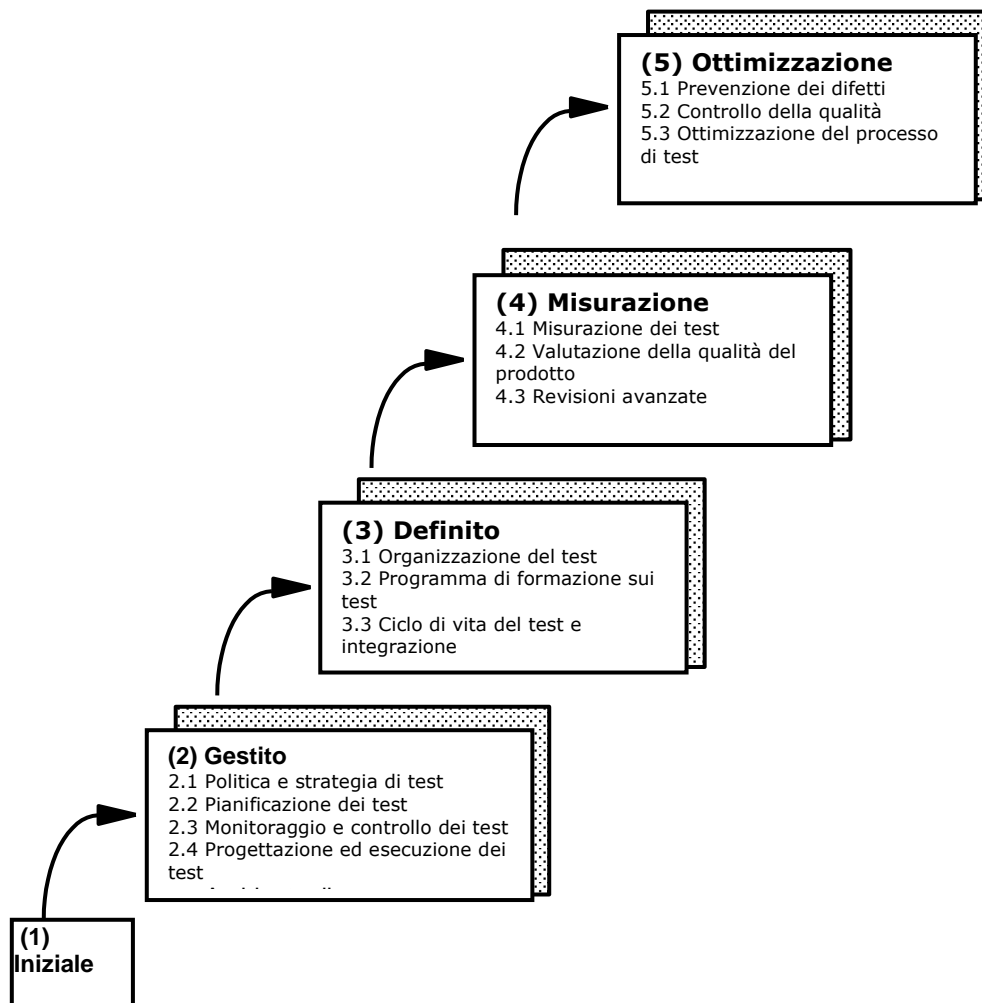 (5) Ottimizzazione
5.1 Prevenzione dei difetti
5.2 Controllo della qualità
5.3 Ottimizzazione del processo
di test
(4) Misurazione
4.1 Misurazione dei test
4.2 Valutazione della qualità del
prodotto
4.3 Revisioni avanzate
(3) Definito
3.1 Organizzazione del test
3.2 Programma di formazione sui
test
3.3 Ciclo di vita del test e
integrazione
(2) Gestito
2.1 Politica e strategia di test
2.2 Pianificazione dei test
2.3 Monitoraggio e controllo dei test
2.4 Progettazione ed esecuzione dei
test
(1)
Iniziale